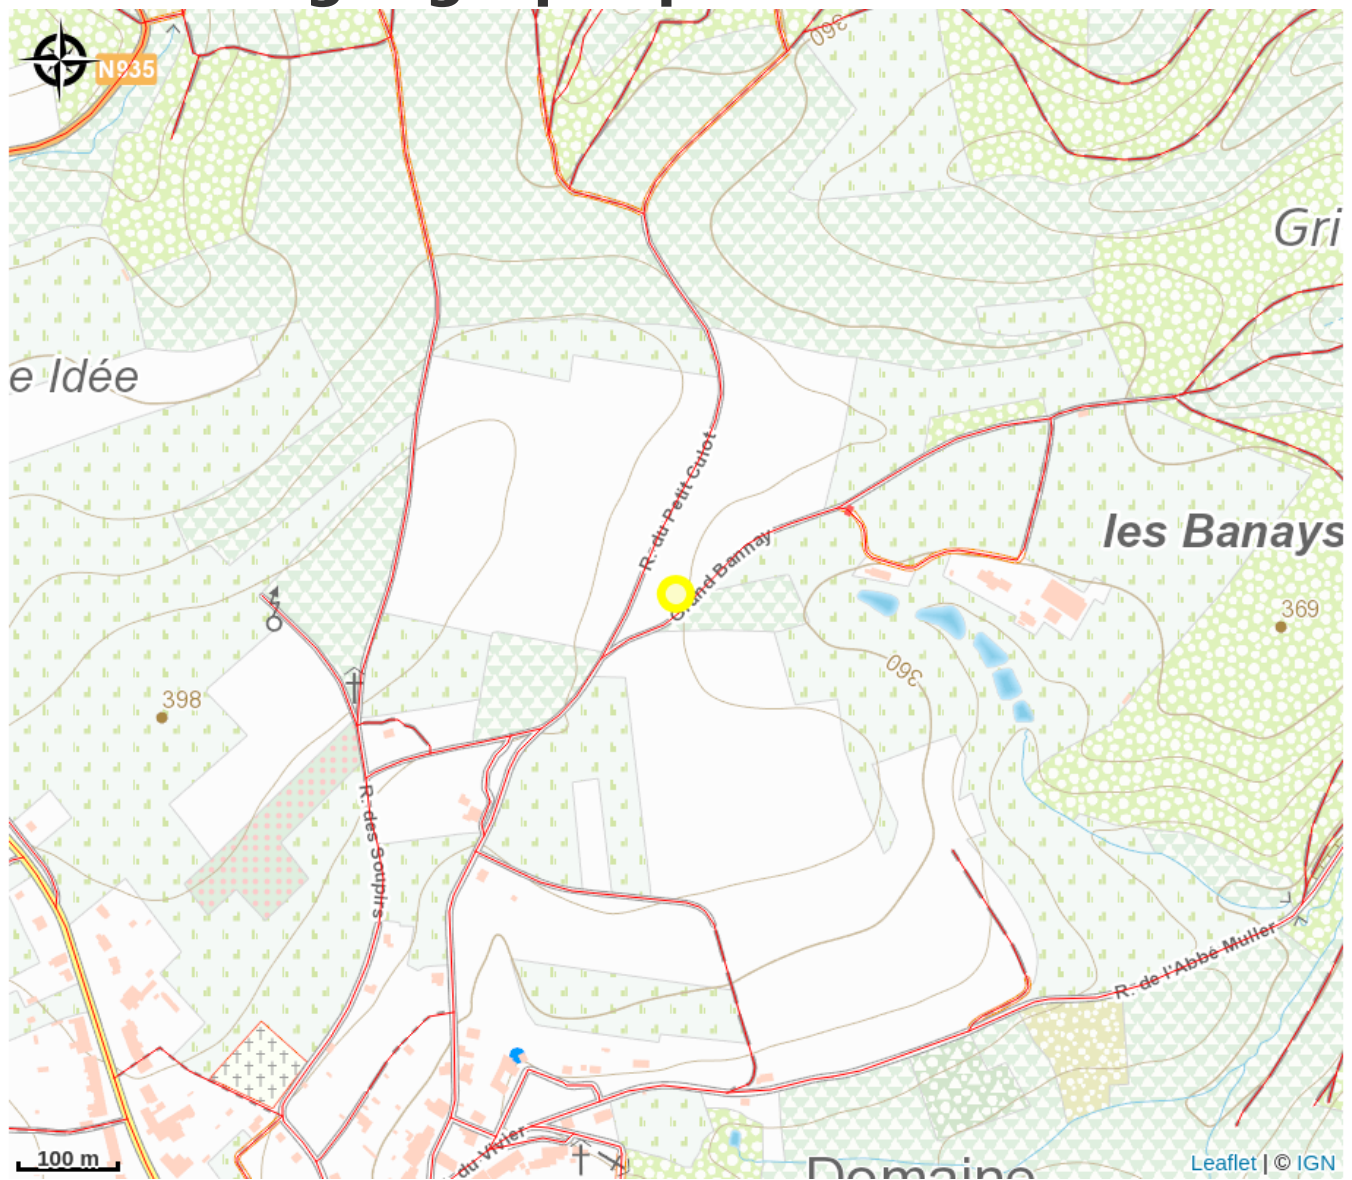 360
N935
Gri
e Idée
R. du Petit Culot
les Banays
Grand Bannay
369
360
398
R. des Soupirs
R. de l'Abbé Muller
du Vivier
Domaine
100 m
Leaflet | © IGN